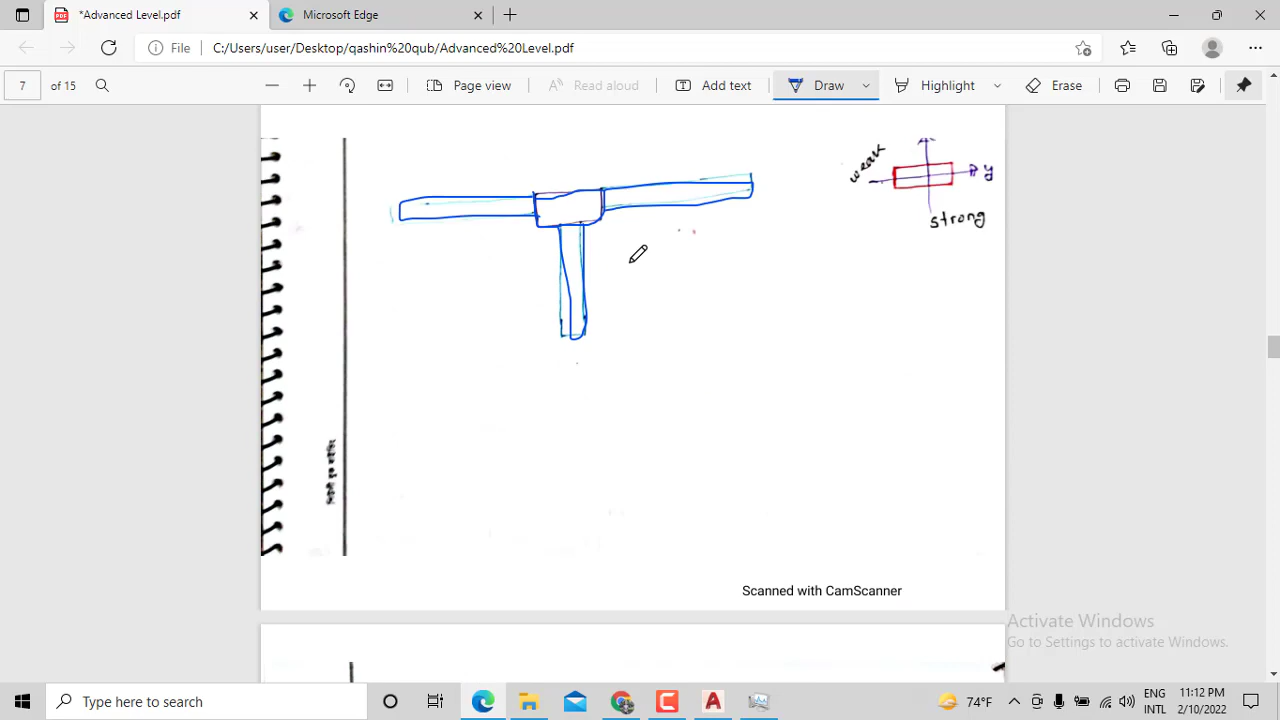 *Advanced Level.pdf
Microsoft Edge
File
C:/Users/user/Desktop/qashin%20qub/Advanced%20Level.pdf
7
of 15
Page view
Read aloud
Add text
Draw
Highlight
Erase
weak
y
strong
Scanned with CamScanner
Activate Windows
Go to Settings to activate Windows.
Type here to search
74°F
ENG
INTL
11:12 PM
2/10/2022